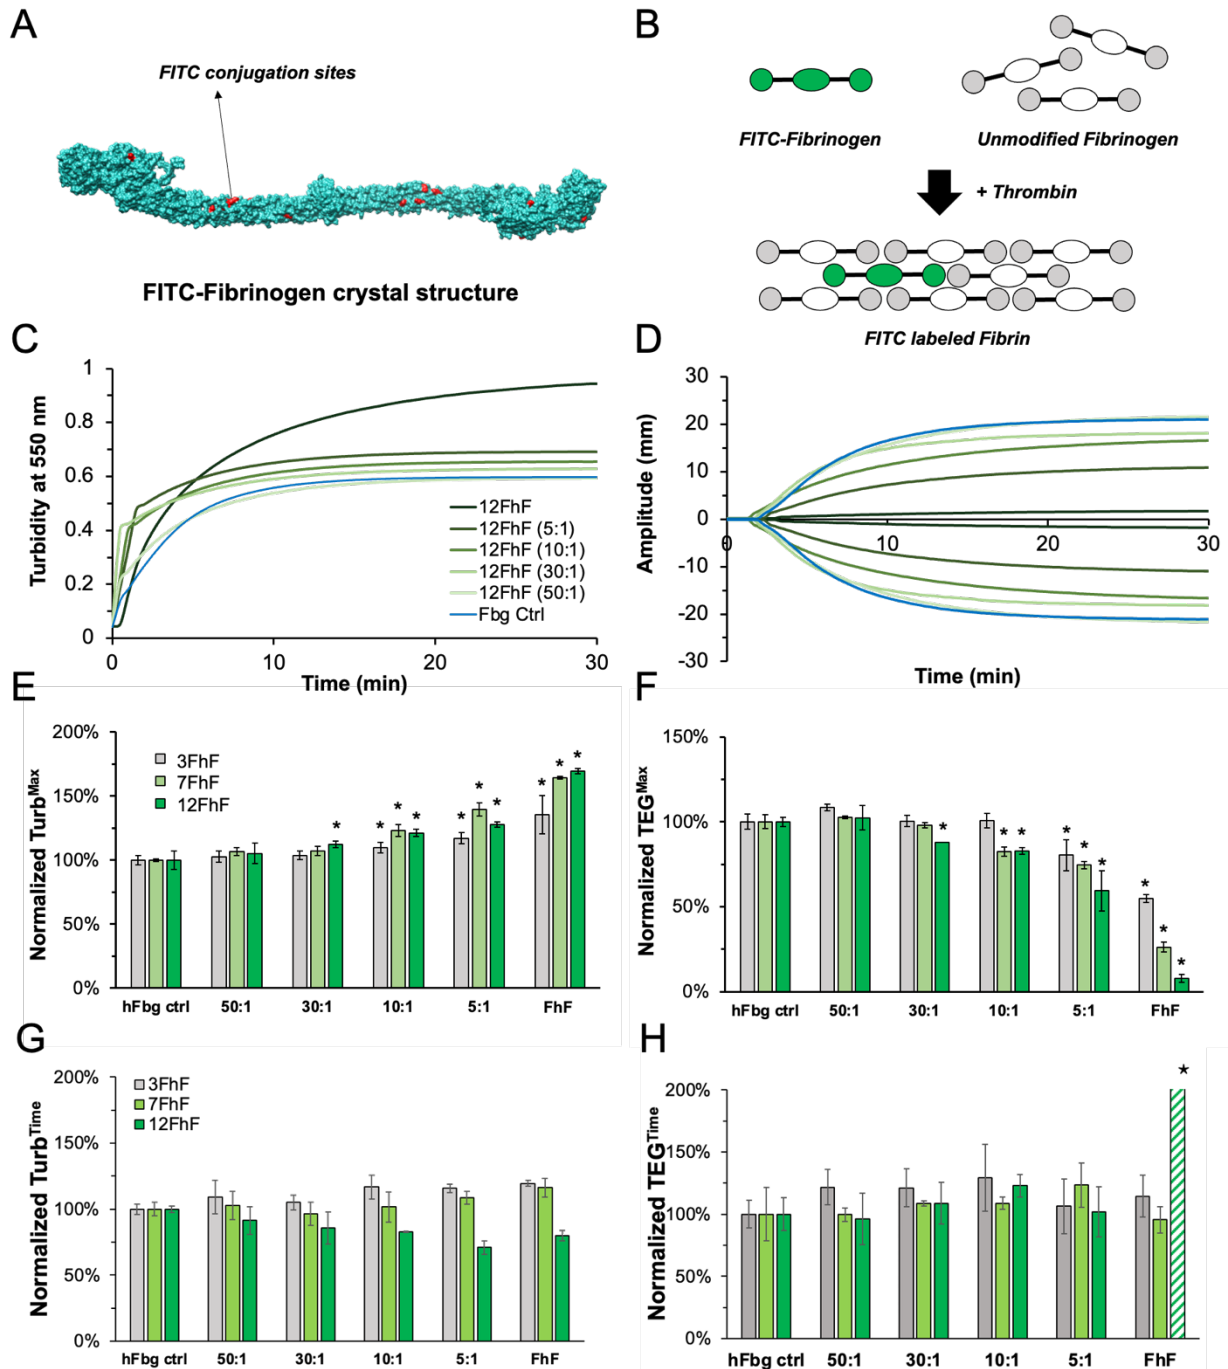 A
FITC conjugation sites
FITC-Fibrinogen crystal structure
B
FITC-Fibrinogen
Unmodified Fibrinogen
+ Thrombin
FITC labeled Fibrin
C
Turbidity at 550 nm
1
0.8
0.6
0.4
0.2
0
0
10
20
30
Time (min)
12FhF
12FhF (5:1)
12FhF (10:1)
12FhF (30:1)
12FhF (50:1)
Fbg Ctrl
D
Amplitude (mm)
30
20
10
0
-10
-20
-30
0
10
20
30
Time (min)
E
Normalized Turb^Max
200%
150%
100%
50%
0%
3FhF
7FhF
12FhF
* * * * * * * * * *
hFbg ctrl 50:1 30:1 10:1 5:1 FhF
F
Normalized TEG^Max
150%
100%
50%
0%
* * * * * * * * *
hFbg ctrl 50:1 30:1 10:1 5:1 FhF
G
Normalized Turb^Time
200%
150%
100%
50%
0%
3FhF
7FhF
12FhF
hFbg ctrl 50:1 30:1 10:1 5:1 FhF
H
Normalized TEG^Time
200%
150%
100%
50%
0%
★
hFbg ctrl 50:1 30:1 10:1 5:1 FhF